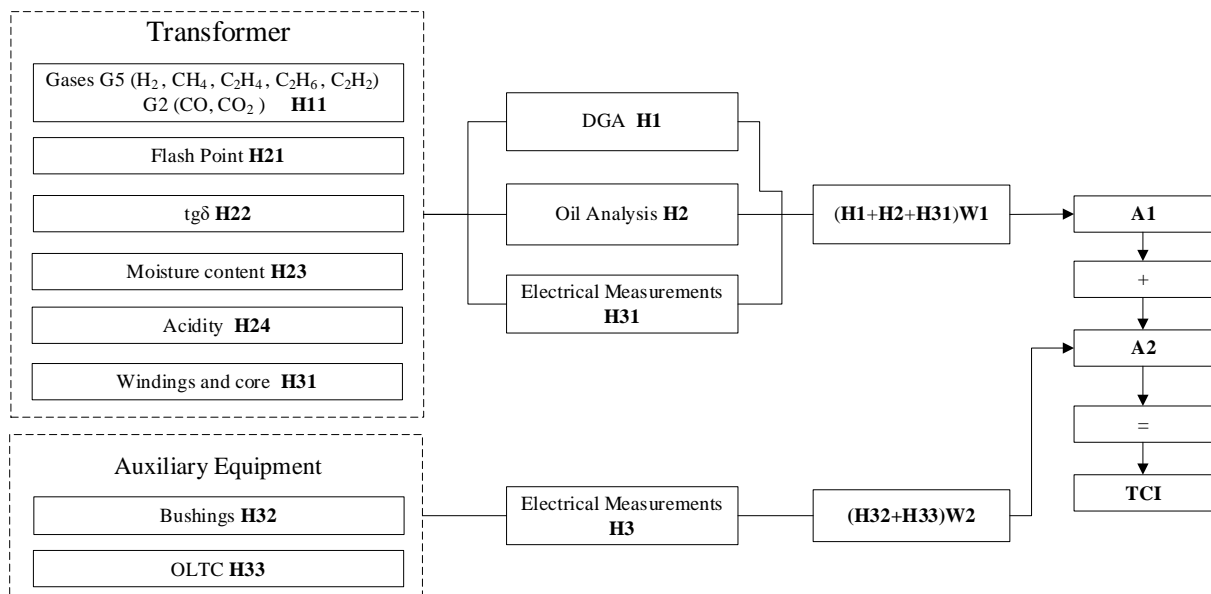 Transformer
Gases G5 (H₂ , CH₄ , C₂H₄, C₂H₆, C₂H₂)
G2 (CO, CO₂ ) H11
Flash Point H21
tgδ H22
Moisture content H23
Acidity H24
Windings and core H31
Auxiliary Equipment
Bushings H32
OLTC H33
DGA H1
Oil Analysis H2
Electrical Measurements
H31
Electrical Measurements
H3
(H1+H2+H31)W1
(H32+H33)W2
A1
+
A2
=
TCI